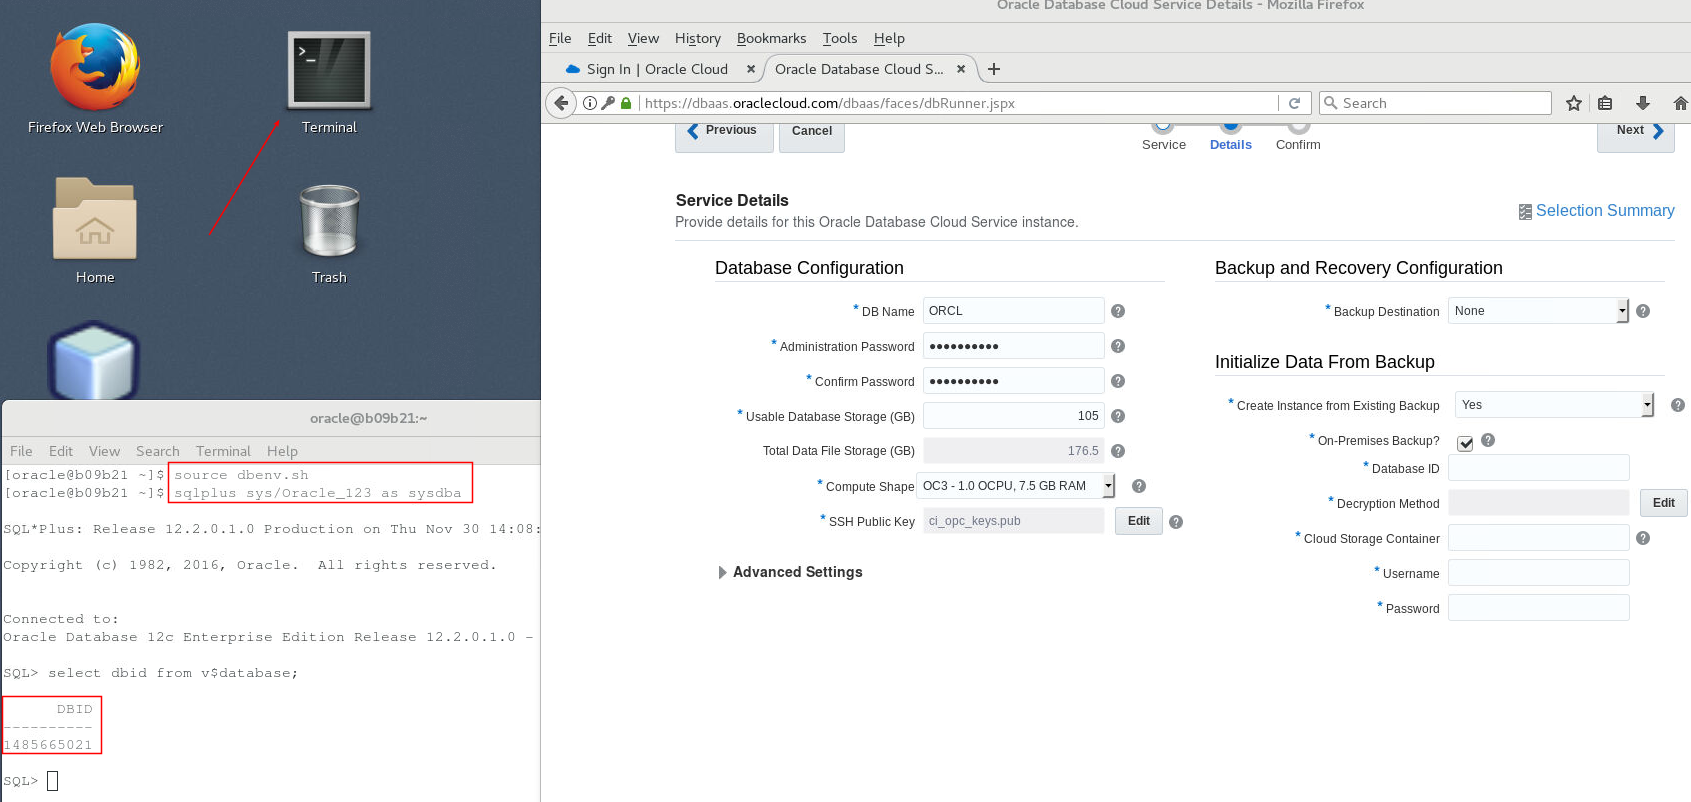 Firefox Web Browser
Terminal
Home
Trash
oracle@b09b21:~
File Edit View Search Terminal Help
[oracle@b09b21 ~]$ source dbenv.sh
[oracle@b09b21 ~]$ sqlplus sys/Oracle_123 as sysdba
SQL*Plus: Release 12.2.0.1.0 Production on Thu Nov 30 14:08:
Copyright (c) 1982, 2016, Oracle.  All rights reserved.
Connected to:
Oracle Database 12c Enterprise Edition Release 12.2.0.1.0 -
SQL> select dbid from v$database;
DBID
----------
1485665021
SQL>
Oracle Database Cloud Service Details - Mozilla Firefox
File Edit View History Bookmarks Tools Help
Sign In | Oracle Cloud
Oracle Database Cloud S...
https://dbaas.oraclecloud.com/dbaas/faces/dbRunner.jspx
Search
Previous
Cancel
Service
Details
Confirm
Next
Service Details
Provide details for this Oracle Database Cloud Service instance.
Selection Summary
Database Configuration
* DB Name ORCL
* Administration Password ••••••••••
* Confirm Password ••••••••••
* Usable Database Storage (GB) 105
Total Data File Storage (GB) 176.5
* Compute Shape OC3 - 1.0 OCPU, 7.5 GB RAM
* SSH Public Key ci_opc_keys.pub Edit
Advanced Settings
Backup and Recovery Configuration
* Backup Destination None
Initialize Data From Backup
* Create Instance from Existing Backup Yes
* On-Premises Backup?
* Database ID
* Decryption Method Edit
* Cloud Storage Container
* Username
* Password